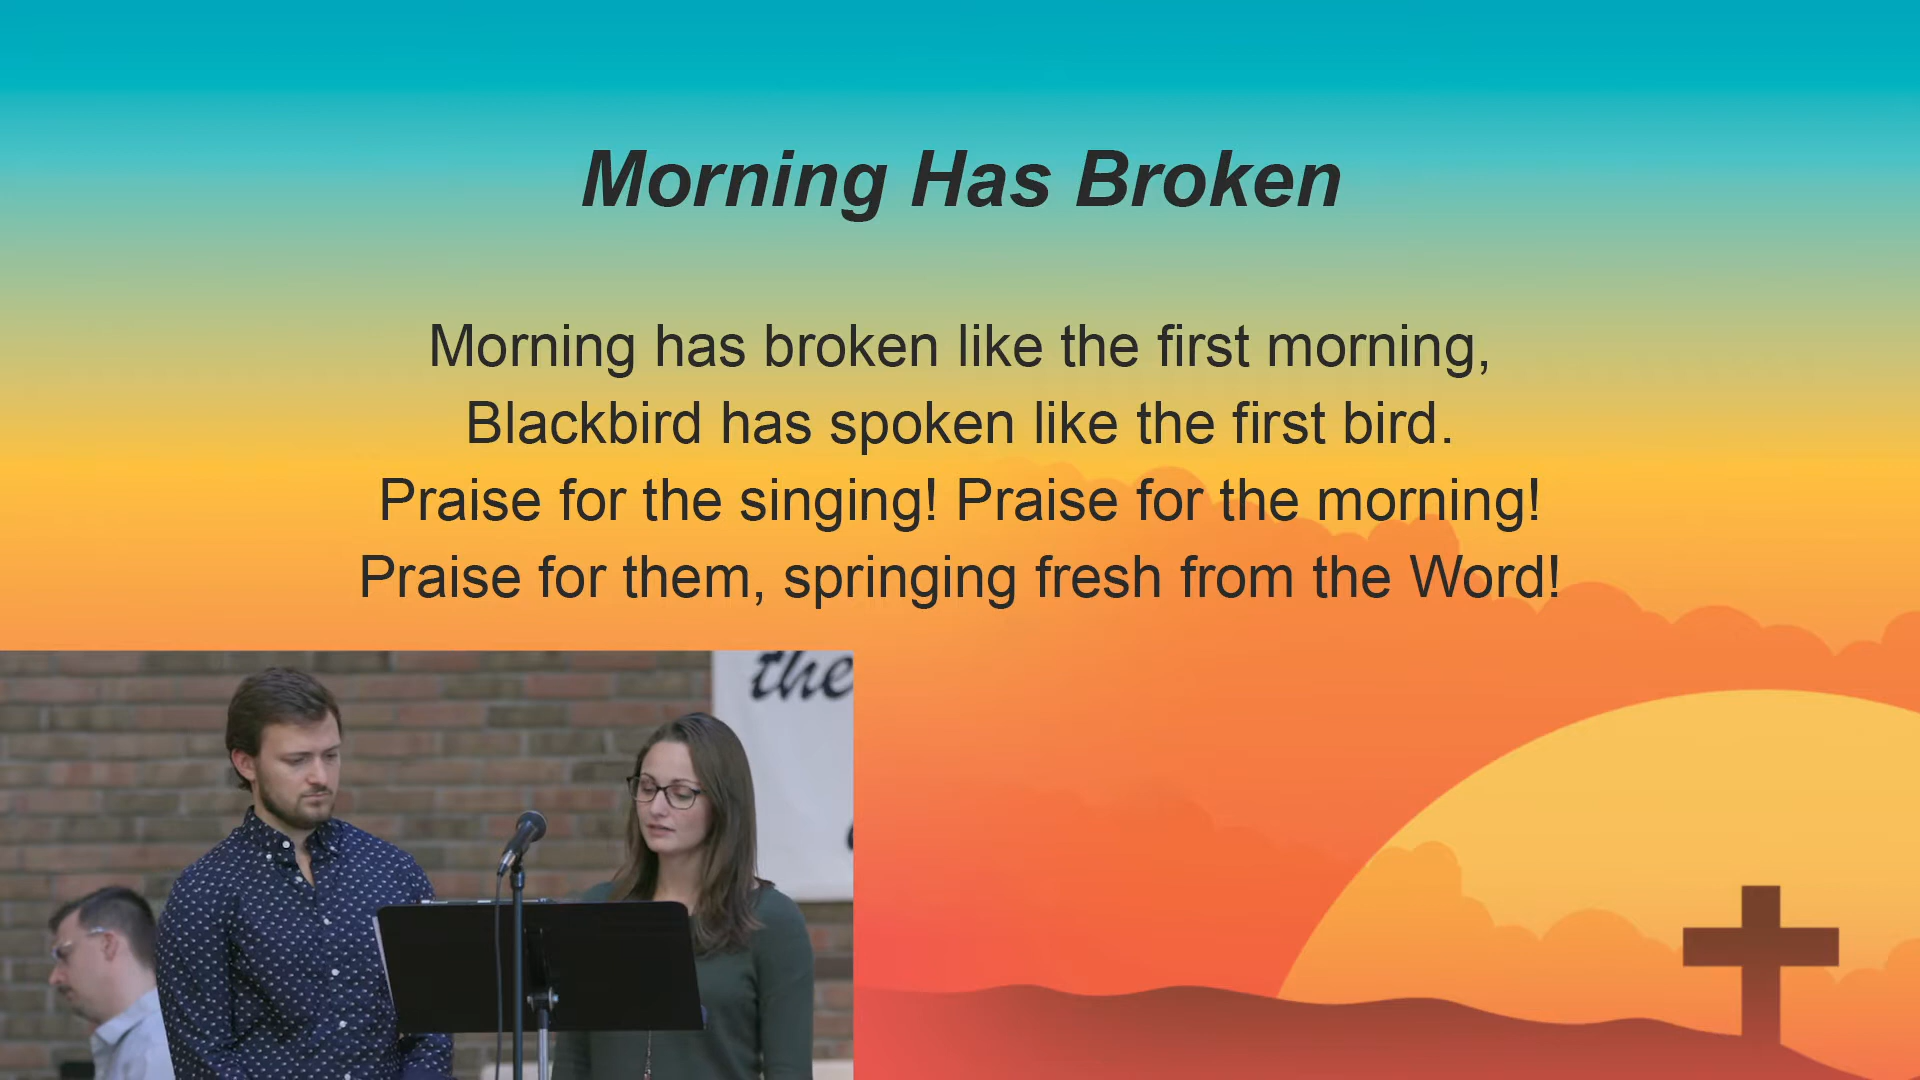 Morning Has Broken
Morning has broken like the first morning,
Blackbird has spoken like the first bird.
Praise for the singing! Praise for the morning!
Praise for them, springing fresh from the Word!
the